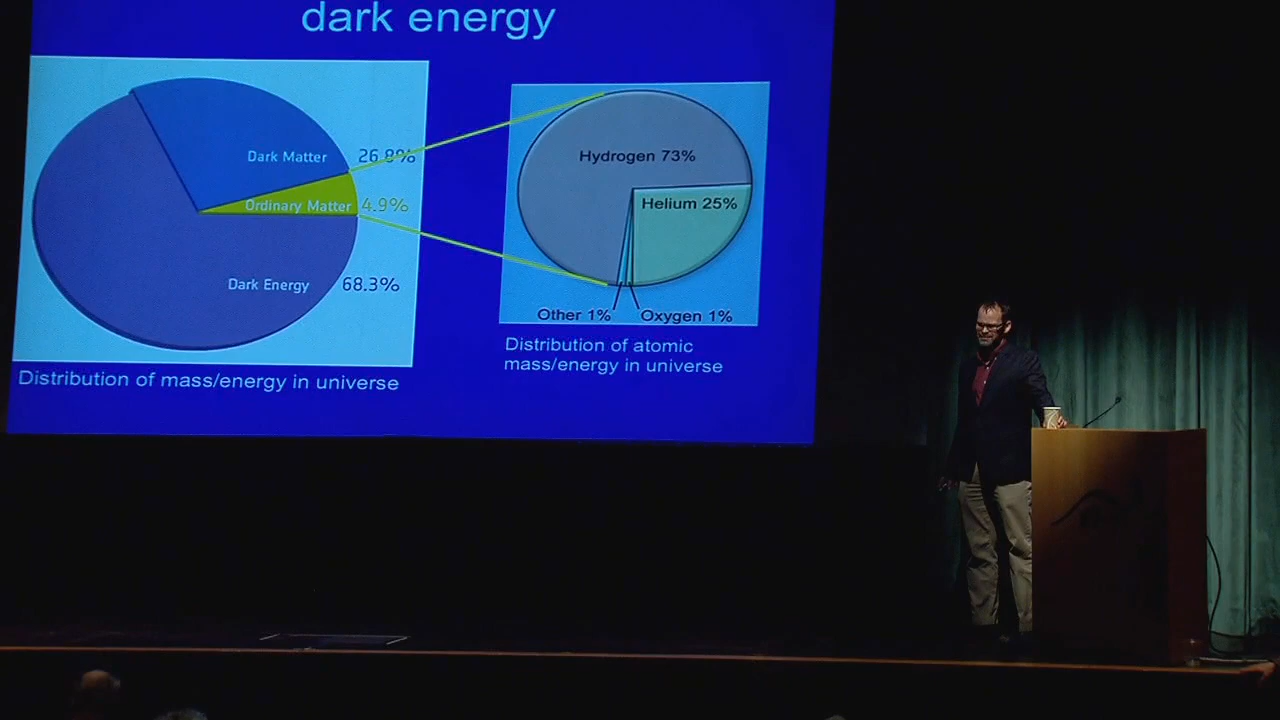 dark energy
Dark Matter 26.8%
Ordinary Matter 4.9%
Dark Energy 68.3%
Distribution of mass/energy in universe
Hydrogen 73%
Helium 25%
Other 1%
Oxygen 1%
Distribution of atomic
mass/energy in universe